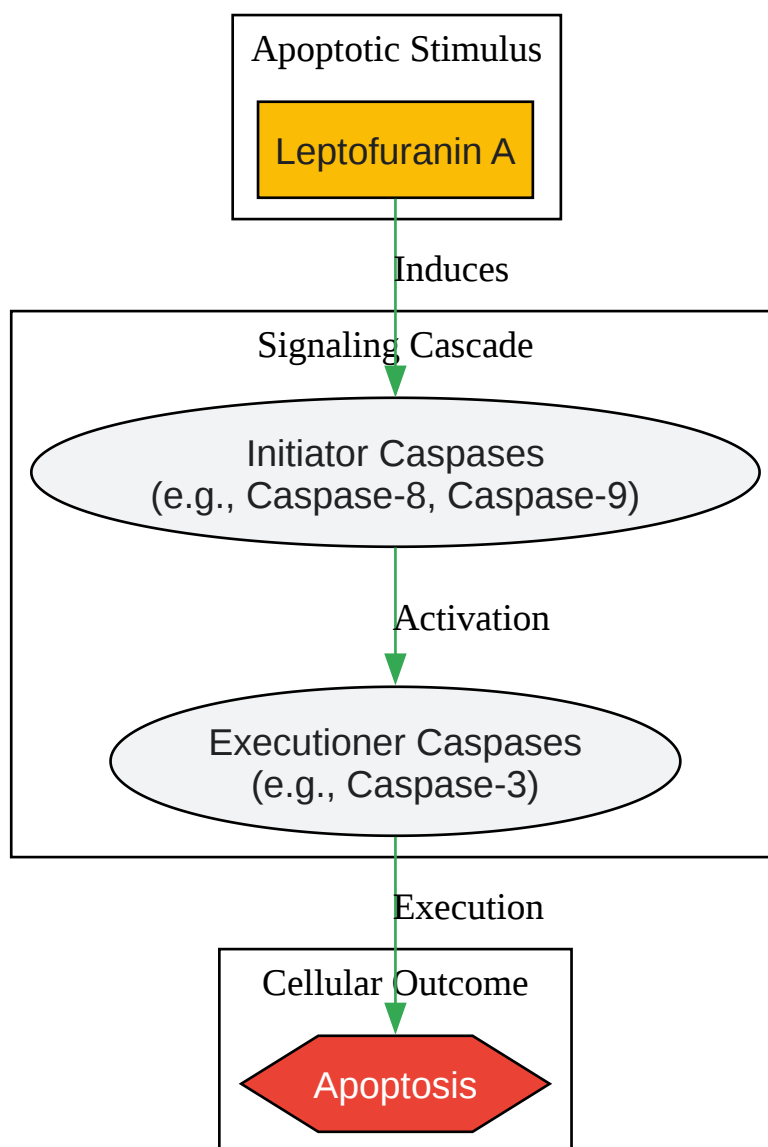 Apoptotic Stimulus
Leptofuranin A
Induces
Signaling Cascade
Initiator Caspases
(e.g., Caspase-8, Caspase-9)
Activation
Executioner Caspases
(e.g., Caspase-3)
Execution
Cellular Outcome
Apoptosis